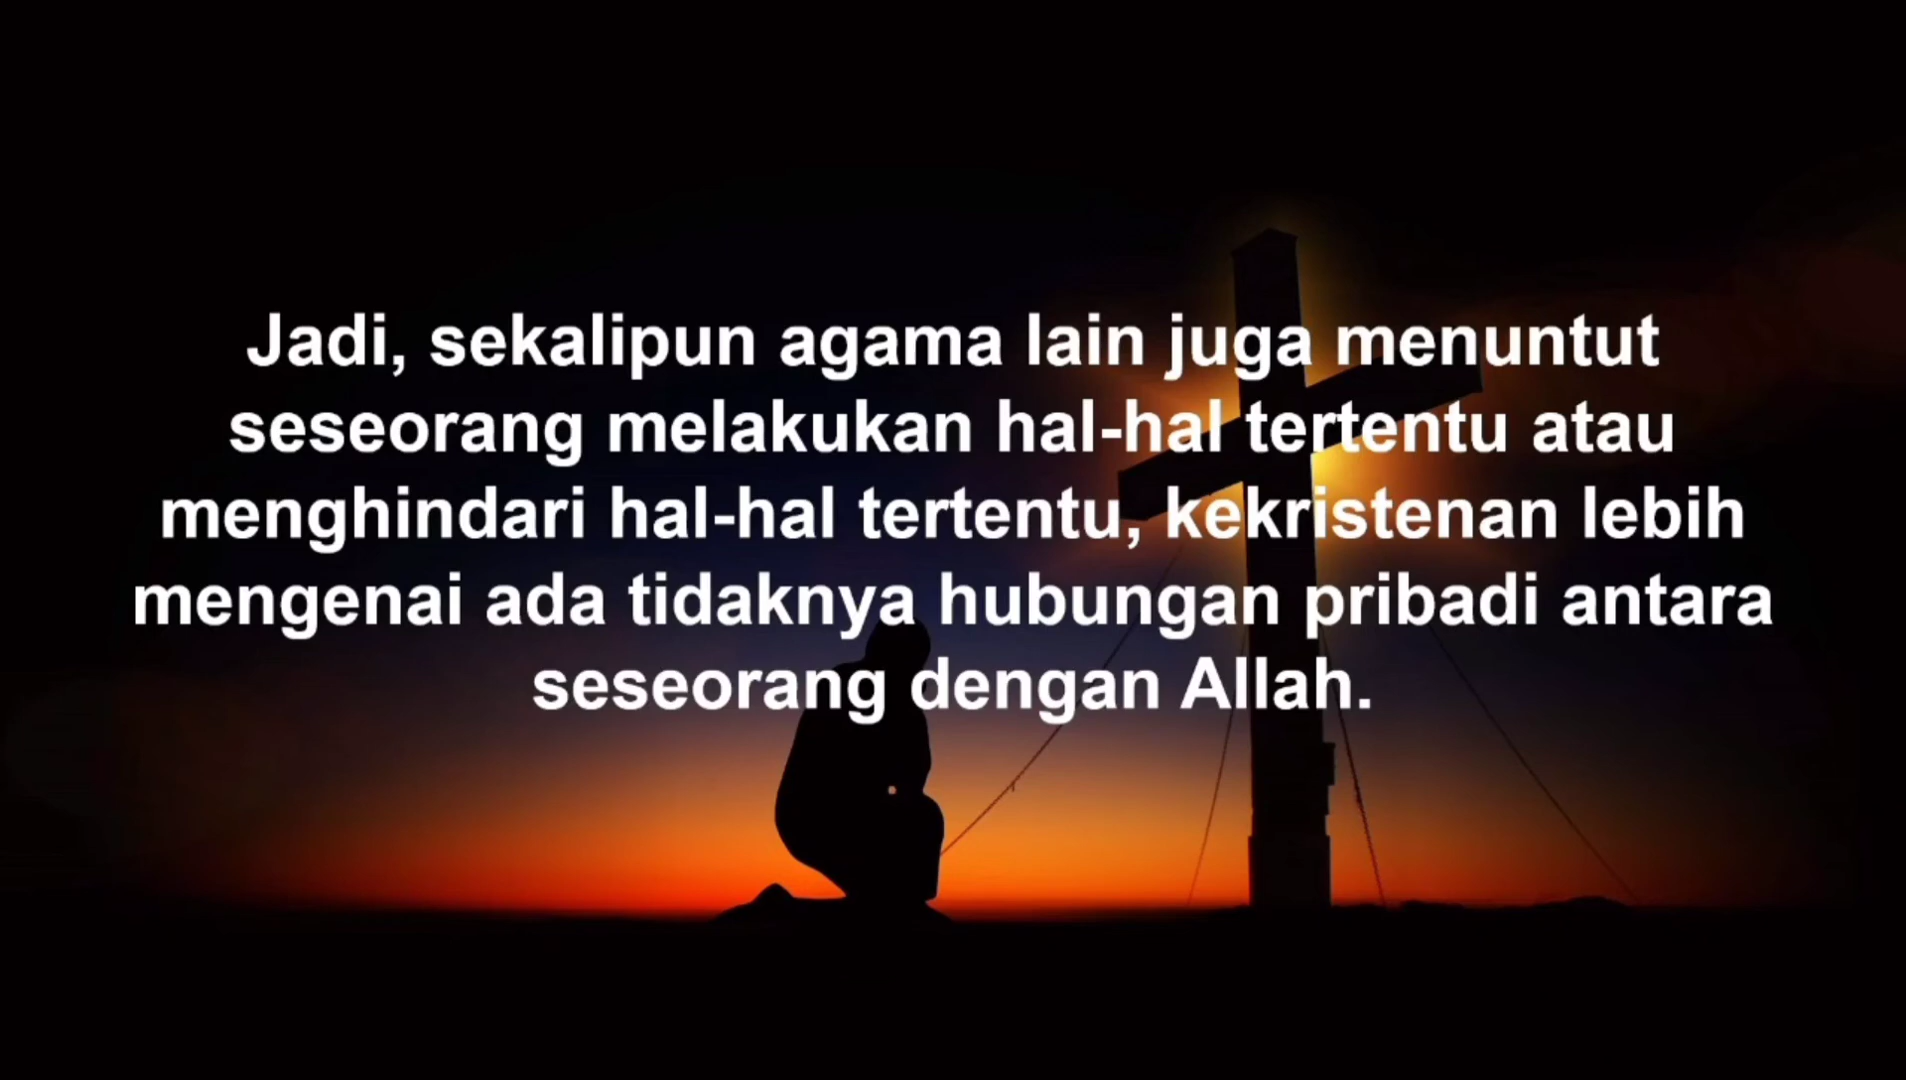 Jadi, sekalipun agama lain juga menuntut
seseorang melakukan hal-hal tertentu atau
menghindari hal-hal tertentu, kekristenan lebih
mengenai ada tidaknya hubungan pribadi antara
seseorang dengan Allah.